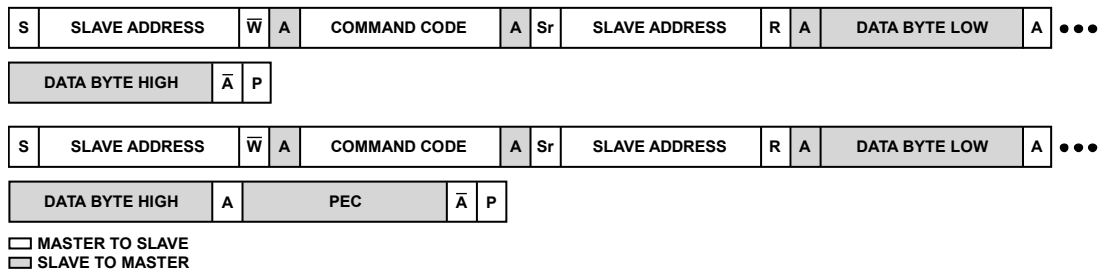 S SLAVE ADDRESS W̅ A COMMAND CODE A Sr SLAVE ADDRESS R A DATA BYTE LOW A •••
DATA BYTE HIGH A̅ P
S SLAVE ADDRESS W̅ A COMMAND CODE A Sr SLAVE ADDRESS R A DATA BYTE LOW A •••
DATA BYTE HIGH A PEC A̅ P
MASTER TO SLAVE
SLAVE TO MASTER